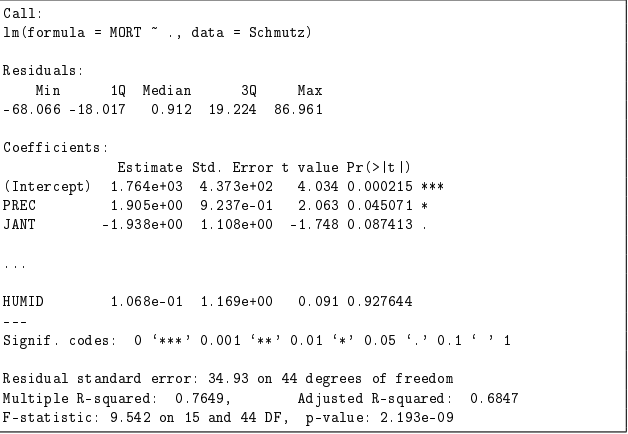 Call:
lm(formula = MORT ~ ., data = Schmutz)
Residuals:
Min 1Q Median 3Q Max
-68.066 -18.017 0.912 19.224 86.961
Coefficients:
Estimate Std. Error t value Pr(>|t|)
(Intercept) 1.764e+03 4.373e+02 4.034 0.000215 ***
PREC 1.905e+00 9.237e-01 2.063 0.045071 *
JANT -1.938e+00 1.108e+00 -1.748 0.087413 .
...
HUMID 1.068e-01 1.169e+00 0.091 0.927644
---
Signif. codes: 0 ‘***’ 0.001 ‘**’ 0.01 ‘*’ 0.05 ‘.’ 0.1 ‘ ’ 1
Residual standard error: 34.93 on 44 degrees of freedom
Multiple R-squared: 0.7649, Adjusted R-squared: 0.6847
F-statistic: 9.542 on 15 and 44 DF, p-value: 2.193e-09